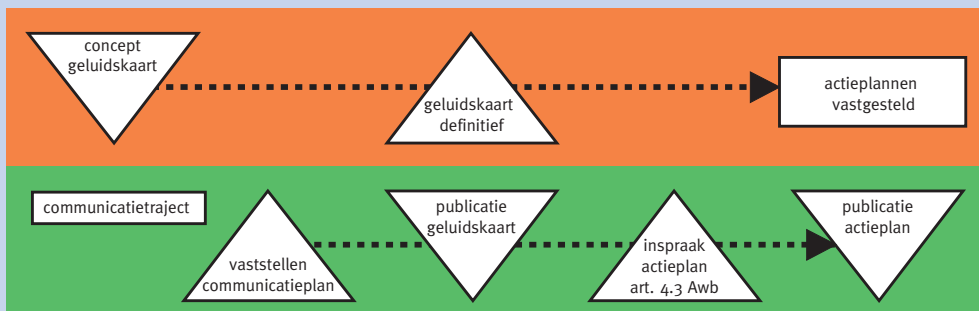 concept
geluidskaart
geluidskaart
definitief
actieplannen
vastgesteld
communicatietraject
vaststellen
communicatieplan
publicatie
geluidskaart
inspraak
actieplan
art. 4.3 Awb
publicatie
actieplan